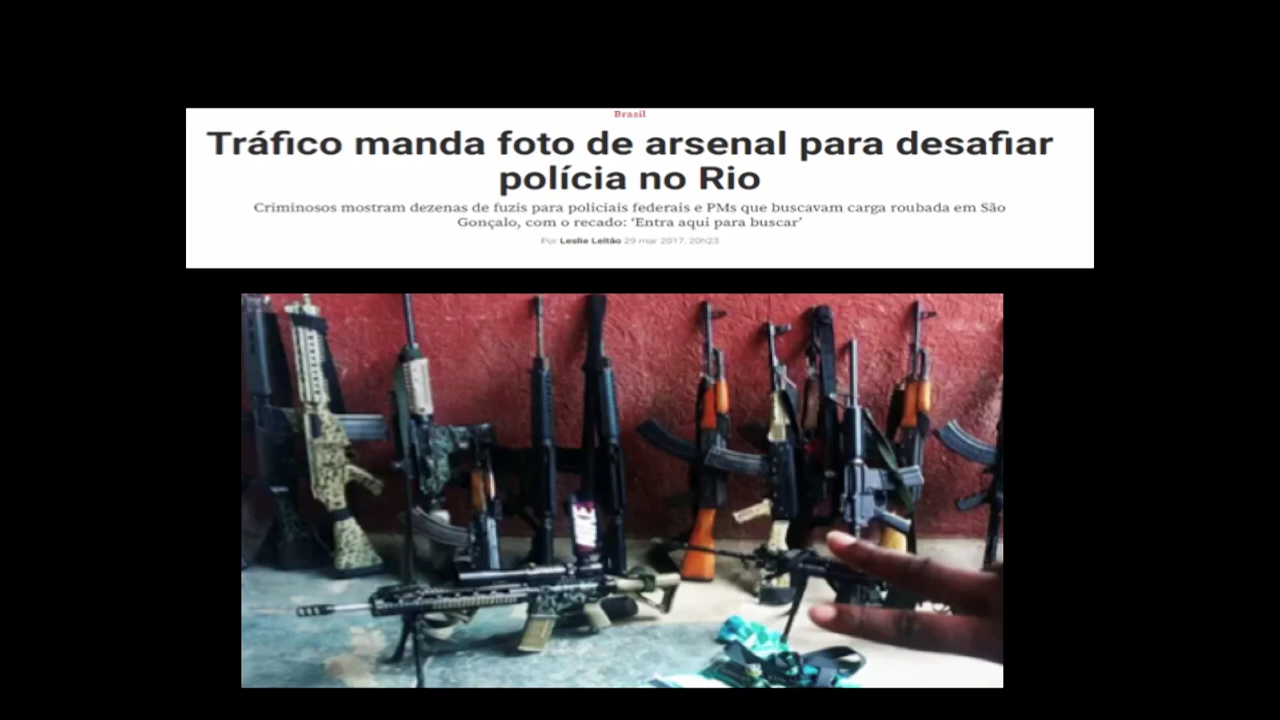 Brasil
Tráfico manda foto de arsenal para desafiar
polícia no Rio
Criminosos mostram dezenas de fuzis para policiais federais e PMs que buscavam carga roubada em São
Gonçalo, com o recado: ‘Entra aqui para buscar’
Por Leslie Leitão 29 mar 2017, 20h23